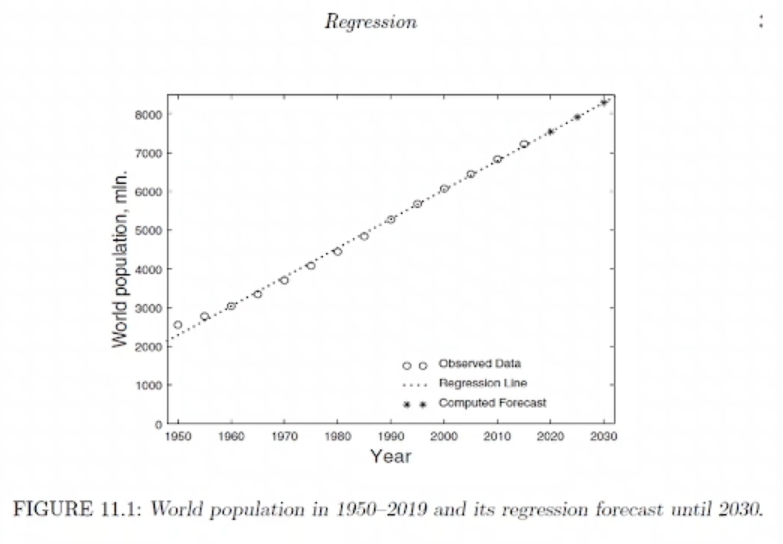 Regression
World population, mln.
8000
7000
6000
5000
4000
3000
2000
1000
0
Observed Data
Regression Line
Computed Forecast
1950 1960 1970 1980 1990 2000 2010 2020 2030
Year
FIGURE 11.1: World population in 1950–2019 and its regression forecast until 2030.